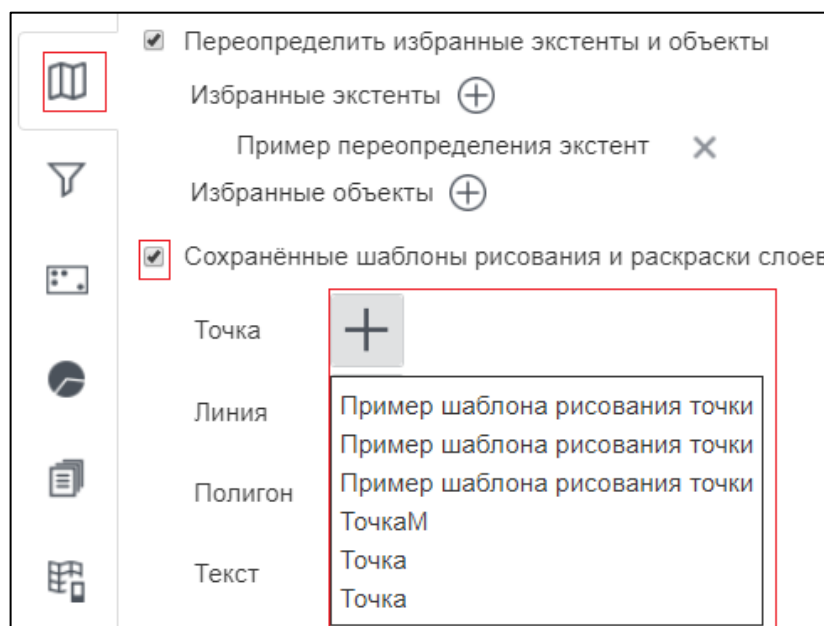 Переопределить избранные экстенты и объекты
Избранные экстенты
Пример переопределения экстент
Избранные объекты
Сохранённые шаблоны рисования и раскраски слоев
Точка
Линия
Полигон
Текст
Пример шаблона рисования точки
Пример шаблона рисования точки
Пример шаблона рисования точки
ТочкаМ
Точка
Точка